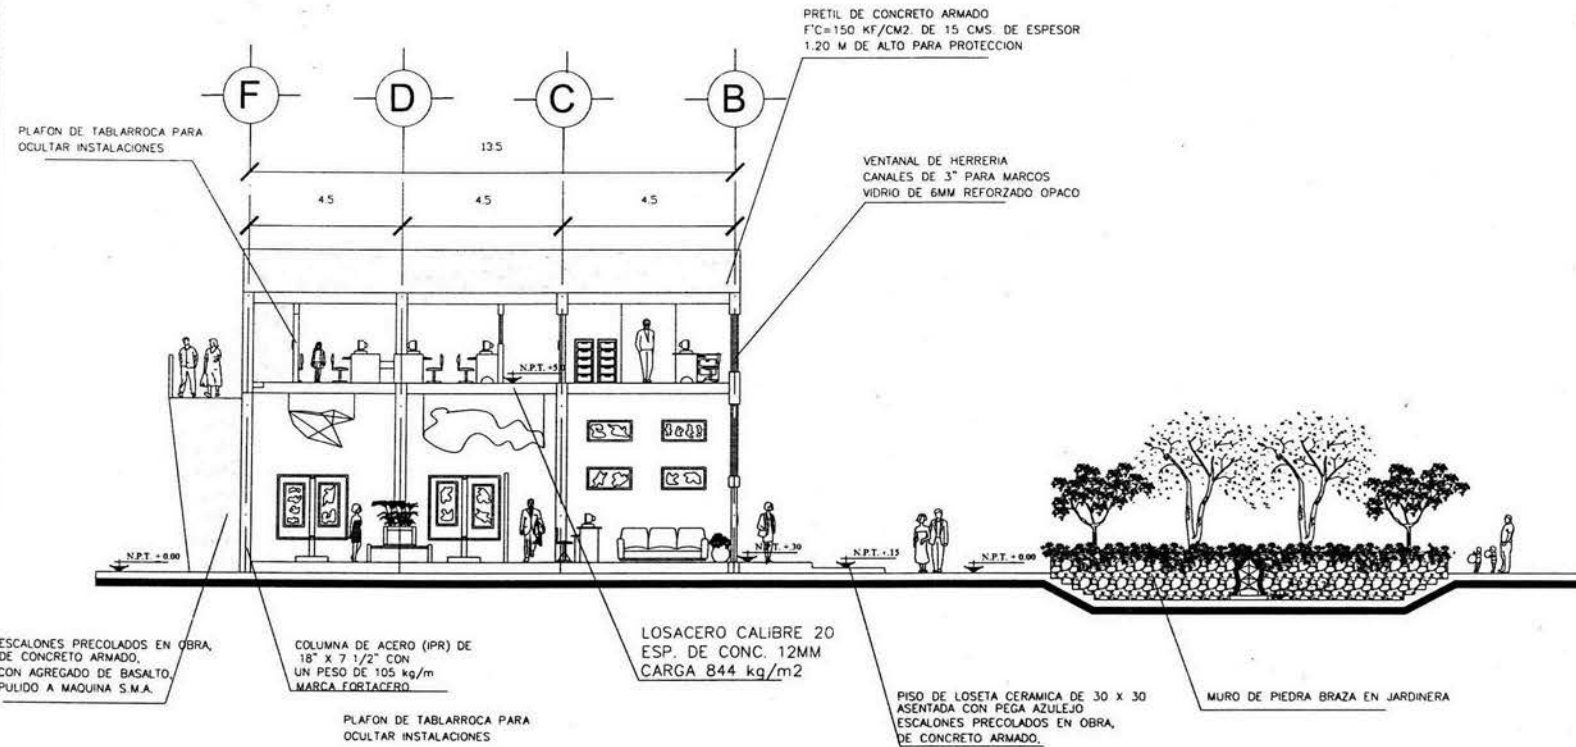 PRETIL DE CONCRETO ARMADO
F'C=150 KF/CM2. DE 15 CMS. DE ESPESOR
1.20 M DE ALTO PARA PROTECCION
F
D
C
B
PLAFON DE TABLARROCA PARA
OCULTAR INSTALACIONES
13.5
VENTANAL DE HERRERIA
CANALES DE 3" PARA MARCOS
VIDRIO DE 6MM REFORZADO OPACO
4.5
4.5
4.5
N.P.T. +5.0
N.P.T. + 0.00
N.P.T. +.30
N.P.T. +.15
N.P.T. + 0.00
ESCALONES PRECOLADOS EN OBRA,
DE CONCRETO ARMADO,
CON AGREGADO DE BASALTO,
PULIDO A MAQUINA S.M.A.
COLUMNA DE ACERO (IPR) DE
18" X 7 1/2" CON
UN PESO DE 105 kg/m
MARCA FORTACERO
LOSACERO CALIBRE 20
ESP. DE CONC. 12MM
CARGA 844 kg/m2
PLAFON DE TABLARROCA PARA
OCULTAR INSTALACIONES
PISO DE LOSETA CERAMICA DE 30 X 30
ASENTADA CON PEGA AZULEJO
ESCALONES PRECOLADOS EN OBRA,
DE CONCRETO ARMADO,
MURO DE PIEDRA BRAZA EN JARDINERA